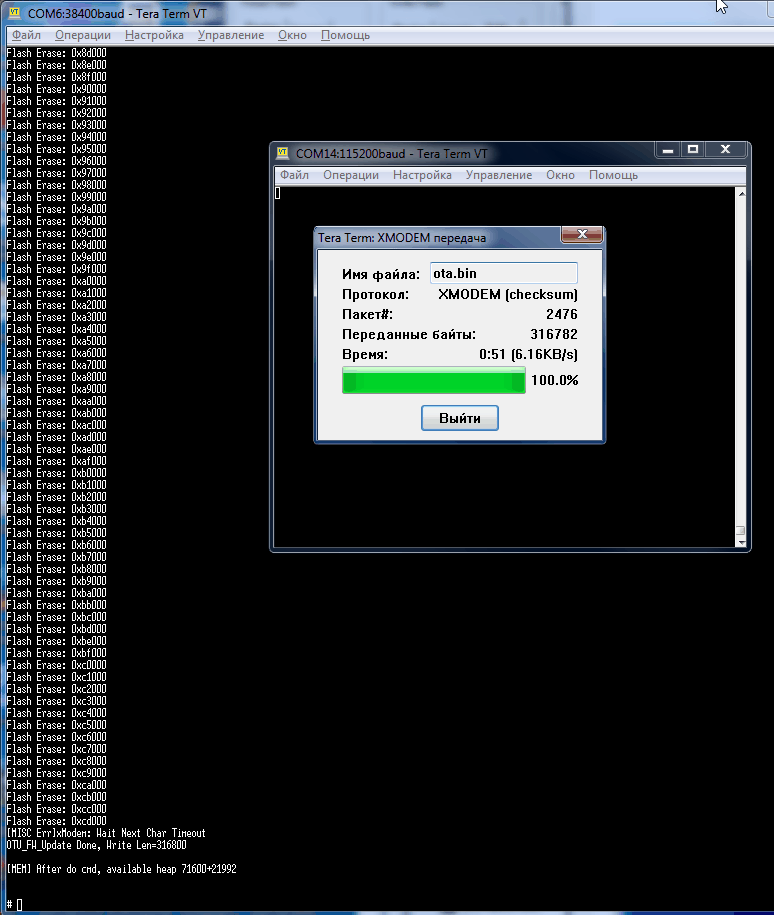 COM6:38400baud - Tera Term VT
Файл Операции Настройка Управление Окно Помощь
Flash Erase: 0x8d000
Flash Erase: 0x8e000
Flash Erase: 0x8f000
Flash Erase: 0x90000
Flash Erase: 0x91000
Flash Erase: 0x92000
Flash Erase: 0x93000
Flash Erase: 0x94000
Flash Erase: 0x95000
Flash Erase: 0x96000
Flash Erase: 0x97000
Flash Erase: 0x98000
Flash Erase: 0x99000
Flash Erase: 0x9a000
Flash Erase: 0x9b000
Flash Erase: 0x9c000
Flash Erase: 0x9d000
Flash Erase: 0x9e000
Flash Erase: 0x9f000
Flash Erase: 0xa0000
Flash Erase: 0xa1000
Flash Erase: 0xa2000
Flash Erase: 0xa3000
Flash Erase: 0xa4000
Flash Erase: 0xa5000
Flash Erase: 0xa6000
Flash Erase: 0xa7000
Flash Erase: 0xa8000
Flash Erase: 0xa9000
Flash Erase: 0xaa000
Flash Erase: 0xab000
Flash Erase: 0xac000
Flash Erase: 0xad000
Flash Erase: 0xae000
Flash Erase: 0xaf000
Flash Erase: 0xb0000
Flash Erase: 0xb1000
Flash Erase: 0xb2000
Flash Erase: 0xb3000
Flash Erase: 0xb4000
Flash Erase: 0xb5000
Flash Erase: 0xb6000
Flash Erase: 0xb7000
Flash Erase: 0xb8000
Flash Erase: 0xb9000
Flash Erase: 0xba000
Flash Erase: 0xbb000
Flash Erase: 0xbc000
Flash Erase: 0xbd000
Flash Erase: 0xbe000
Flash Erase: 0xbf000
Flash Erase: 0xc0000
Flash Erase: 0xc1000
Flash Erase: 0xc2000
Flash Erase: 0xc3000
Flash Erase: 0xc4000
Flash Erase: 0xc5000
Flash Erase: 0xc6000
Flash Erase: 0xc7000
Flash Erase: 0xc8000
Flash Erase: 0xc9000
Flash Erase: 0xca000
Flash Erase: 0xcb000
Flash Erase: 0xcc000
Flash Erase: 0xcd000
[MISC Err]xModem: Wait Next Char Timeout
OTU_FW_Update Done, Write Len=316800
[MEM] After do cmd, available heap 71600+21992
#
COM14:115200baud - Tera Term VT
Файл Операции Настройка Управление Окно Помощь
Tera Term: XMODEM передача
Имя файла: ota.bin
Протокол: XMODEM (checksum)
Пакет#: 2476
Переданные байты: 316782
Время: 0:51 (6.16KB/s)
100.0%
Выйти